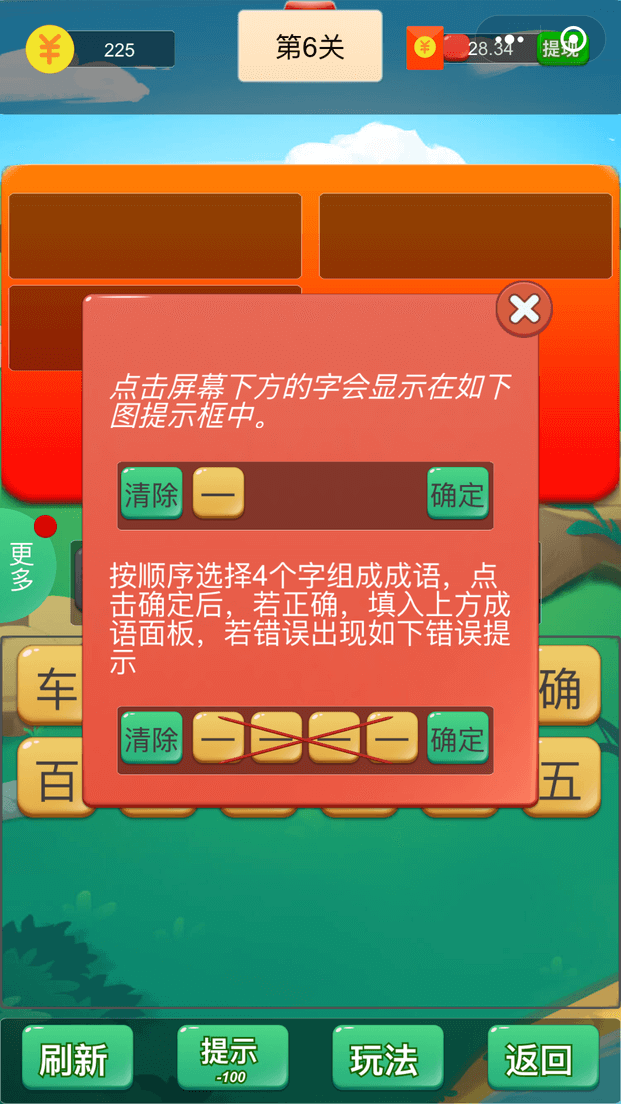 225
第6关
28.34
提现
点击屏幕下方的字会显示在如下
图提示框中。
清除 一 确定
更多
按顺序选择4个字组成成语，点
击确定后，若正确，填入上方成
语面板，若错误出现如下错误提
示
车 确
清除 一 一 一 一 确定
百 五
刷新 提示 玩法 返回
-100